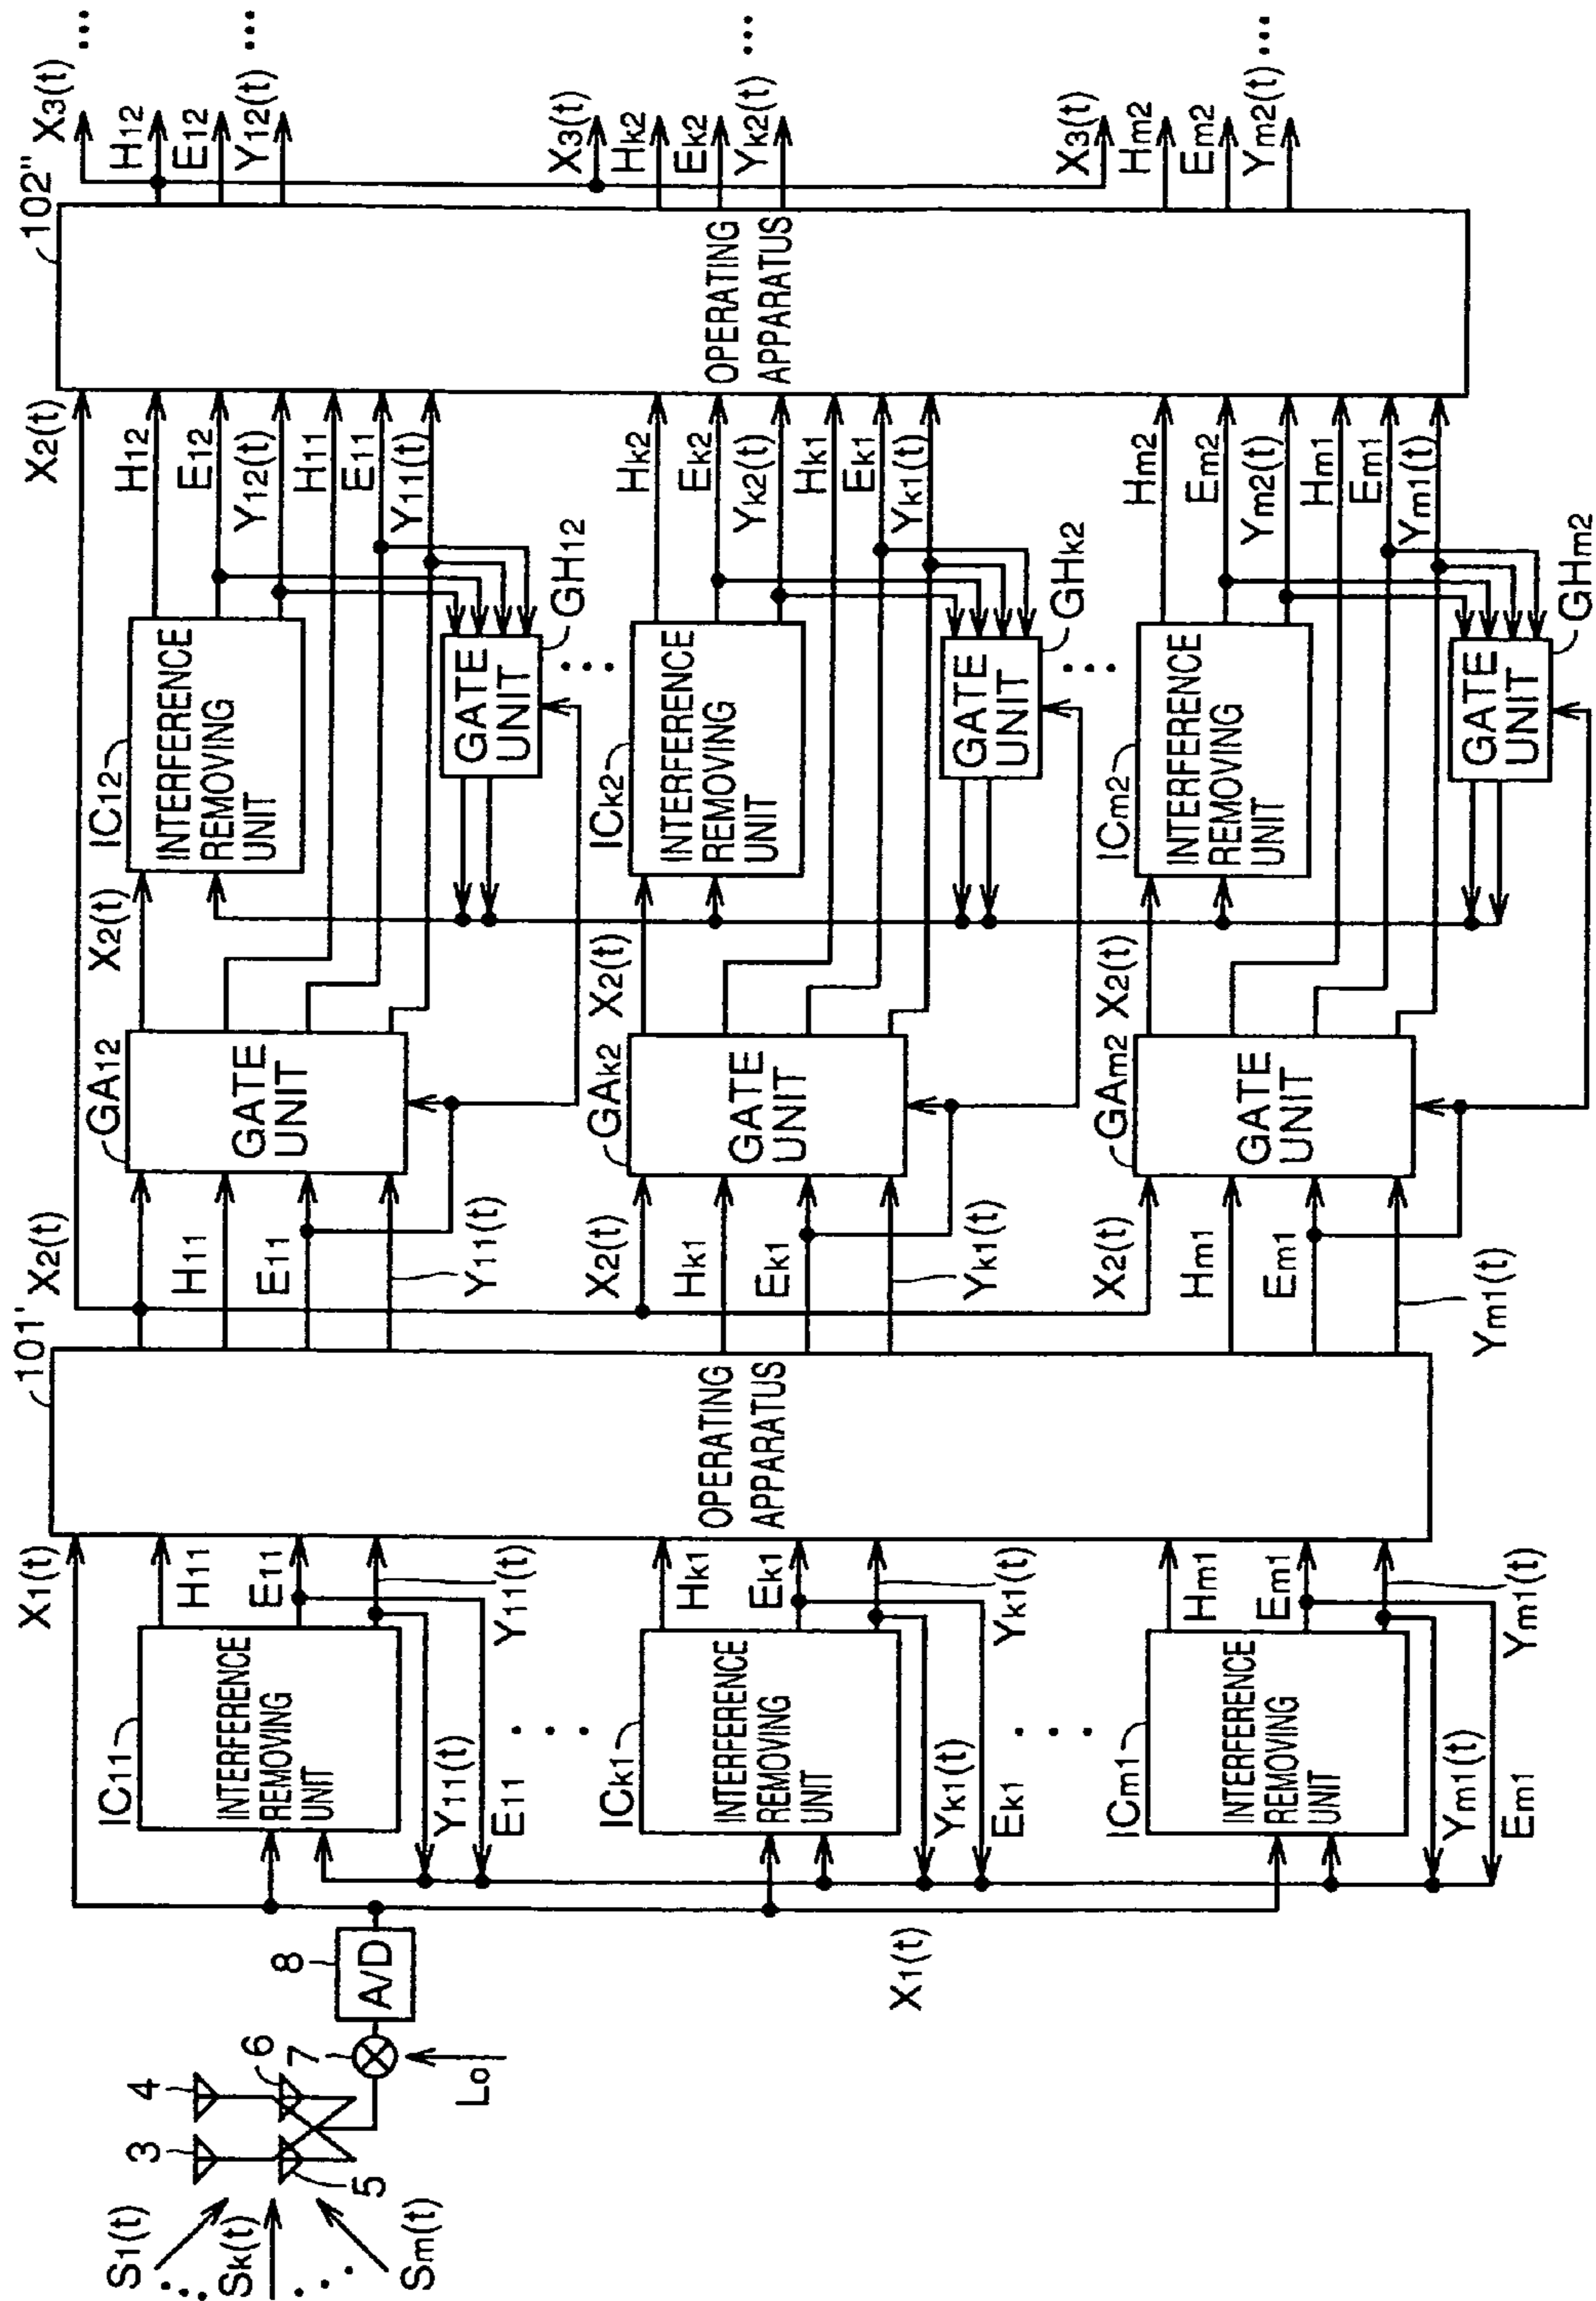 S1(t)
Sk(t)
Sm(t)
3
4
5
6
7
Lo
8
A/D
X1(t)
X1(t)
IC11
INTERFERENCE
REMOVING
UNIT
H11
E11
Y11(t)
Y11(t)
E11
ICk1
INTERFERENCE
REMOVING
UNIT
Hk1
Ek1
Yk1(t)
Yk1(t)
Ek1
ICm1
INTERFERENCE
REMOVING
UNIT
Hm1
Em1
Ym1(t)
Ym1(t)
Em1
101'
OPERATING
APPARATUS
X2(t)
H11
E11
Y11(t)
X2(t)
Hk1
Ek1
Yk1(t)
X2(t)
Hm1
Em1
Ym1(t)
GA12
GATE
UNIT
GAk2
GATE
UNIT
GAm2
GATE
UNIT
X2(t)
X2(t)
X2(t)
IC12
INTERFERENCE
REMOVING
UNIT
GATE
UNIT
GH12
ICk2
INTERFERENCE
REMOVING
UNIT
GATE
UNIT
GHk2
ICm2
INTERFERENCE
REMOVING
UNIT
GATE
UNIT
GHm2
X2(t)
H12
E12
Y12(t)
H11
E11
Y11(t)
Hk2
Ek2
Yk2(t)
Hk1
Ek1
Yk1(t)
Hm2
Em2
Ym2(t)
Hm1
Em1
Ym1(t)
102"
OPERATING
APPARATUS
X3(t) ...
H12
E12 ...
Y12(t)
X3(t)
Hk2
Ek2
Yk2(t) ...
X3(t)
Hm2
Em2
Ym2(t) ...